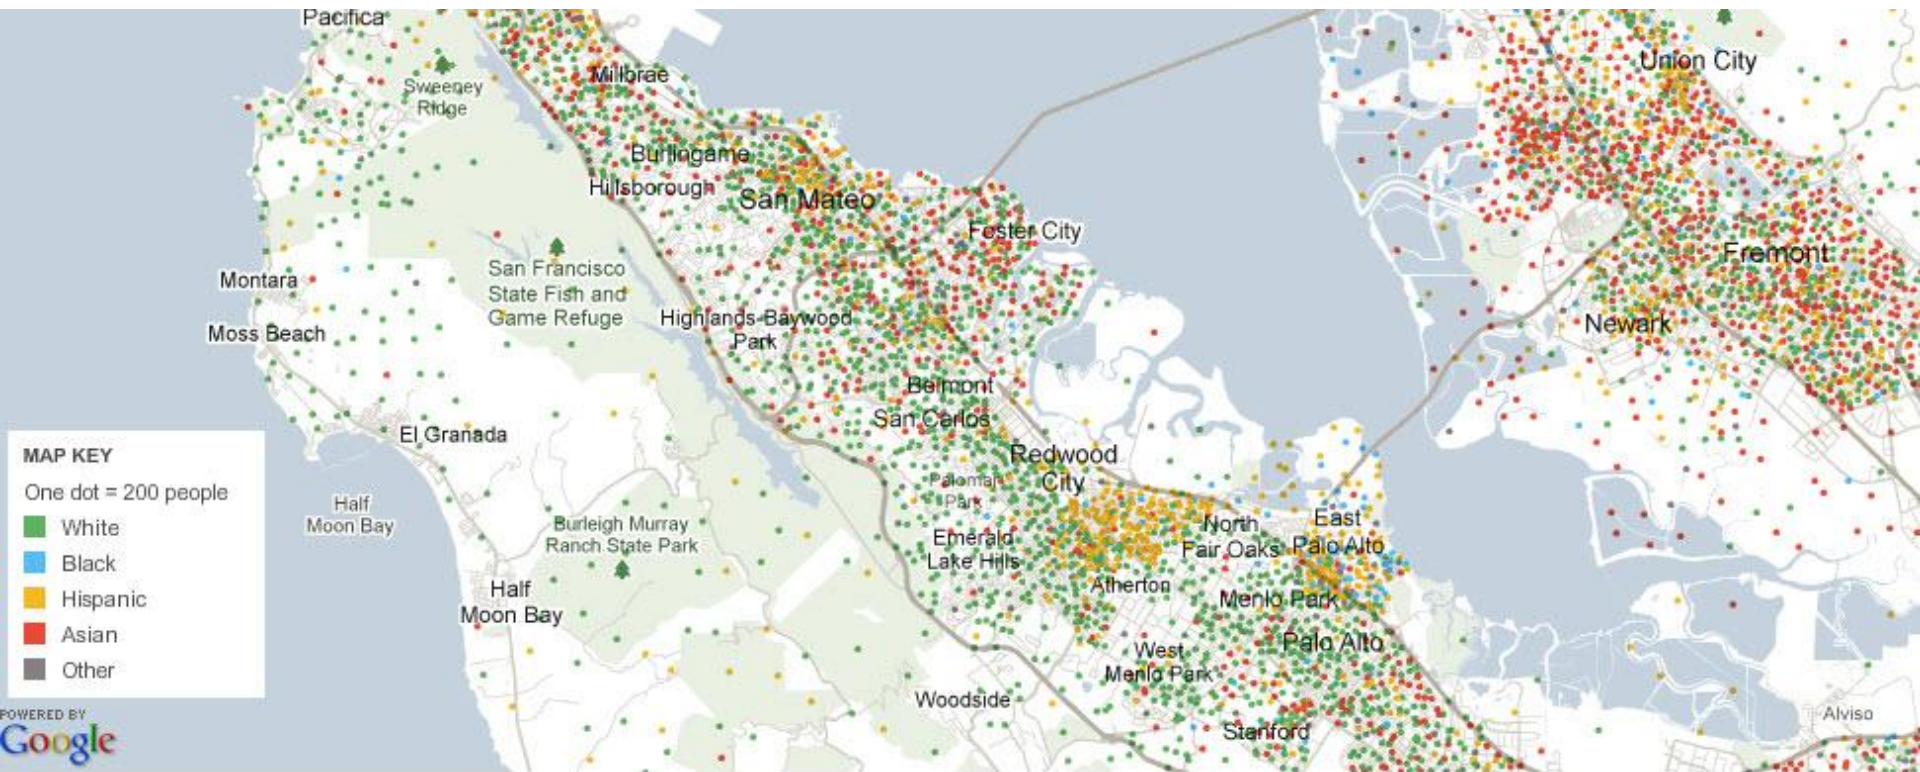 Pacifica
Millbrae
Union City
Sweeney
Ridge
Burlingame
Hillsborough
San Mateo
Foster City
Fremont
San Francisco
State Fish and
Game Refuge
Montara
Moss Beach
Highlands-Baywood
Park
Newark
Belmont
San Carlos
El Granada
Redwood
City
Palomar
Park
MAP KEY
One dot = 200 people
White
Black
Hispanic
Asian
Other
Half
Moon Bay
Burleigh Murray
Ranch State Park
North
Fair Oaks
East
Palo Alto
Emerald
Lake Hills
Atherton
Menlo Park
Half
Moon Bay
Palo Alto
West
Menlo Park
Woodside
Stanford
Alviso
POWERED BY
Google